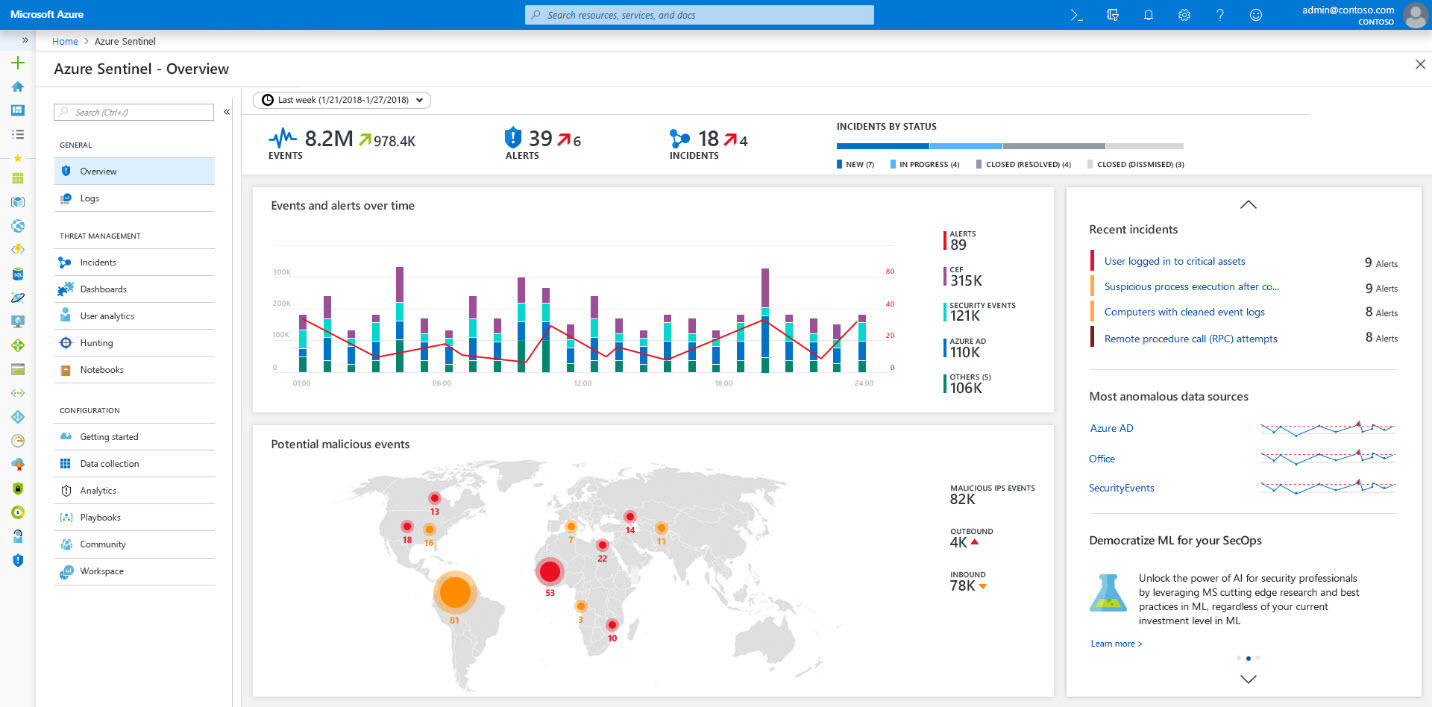 Microsoft Azure
Search resources, services, and docs
admin@contoso.com
CONTOSO
Home > Azure Sentinel
Azure Sentinel - Overview
Search (Ctrl+/)
GENERAL
Overview
Logs
THREAT MANAGEMENT
Incidents
Dashboards
User analytics
Hunting
Notebooks
CONFIGURATION
Getting started
Data collection
Analytics
Playbooks
Community
Workspace
Last week (1/21/2018-1/27/2018)
8.2M 978.4K
EVENTS
39 6
ALERTS
18 4
INCIDENTS
INCIDENTS BY STATUS
NEW (7) IN PROGRESS (4) CLOSED (RESOLVED) (4) CLOSED (DISSMISED) (3)
Events and alerts over time
300K
200K
100K
0
80
40
20
0
01:00 06:00 12:00 18:00 24:00
ALERTS
89
CEF
315K
SECURITY EVENTS
121K
AZURE AD
110K
OTHERS (5)
106K
Potential malicious events
13
18
16
7
14
11
22
53
81
3
10
MALICIOUS IPS EVENTS
82K
OUTBOUND
4K
INBOUND
78K
Recent incidents
User logged in to critical assets 9 Alerts
Suspicious process execution after co... 9 Alerts
Computers with cleaned event logs 8 Alerts
Remote procedure call (RPC) attempts 8 Alerts
Most anomalous data sources
Azure AD
Office
SecurityEvents
Democratize ML for your SecOps
Unlock the power of AI for security professionals
by leveraging MS cutting edge research and best
practices in ML, regardless of your current
investment level in ML
Learn more >